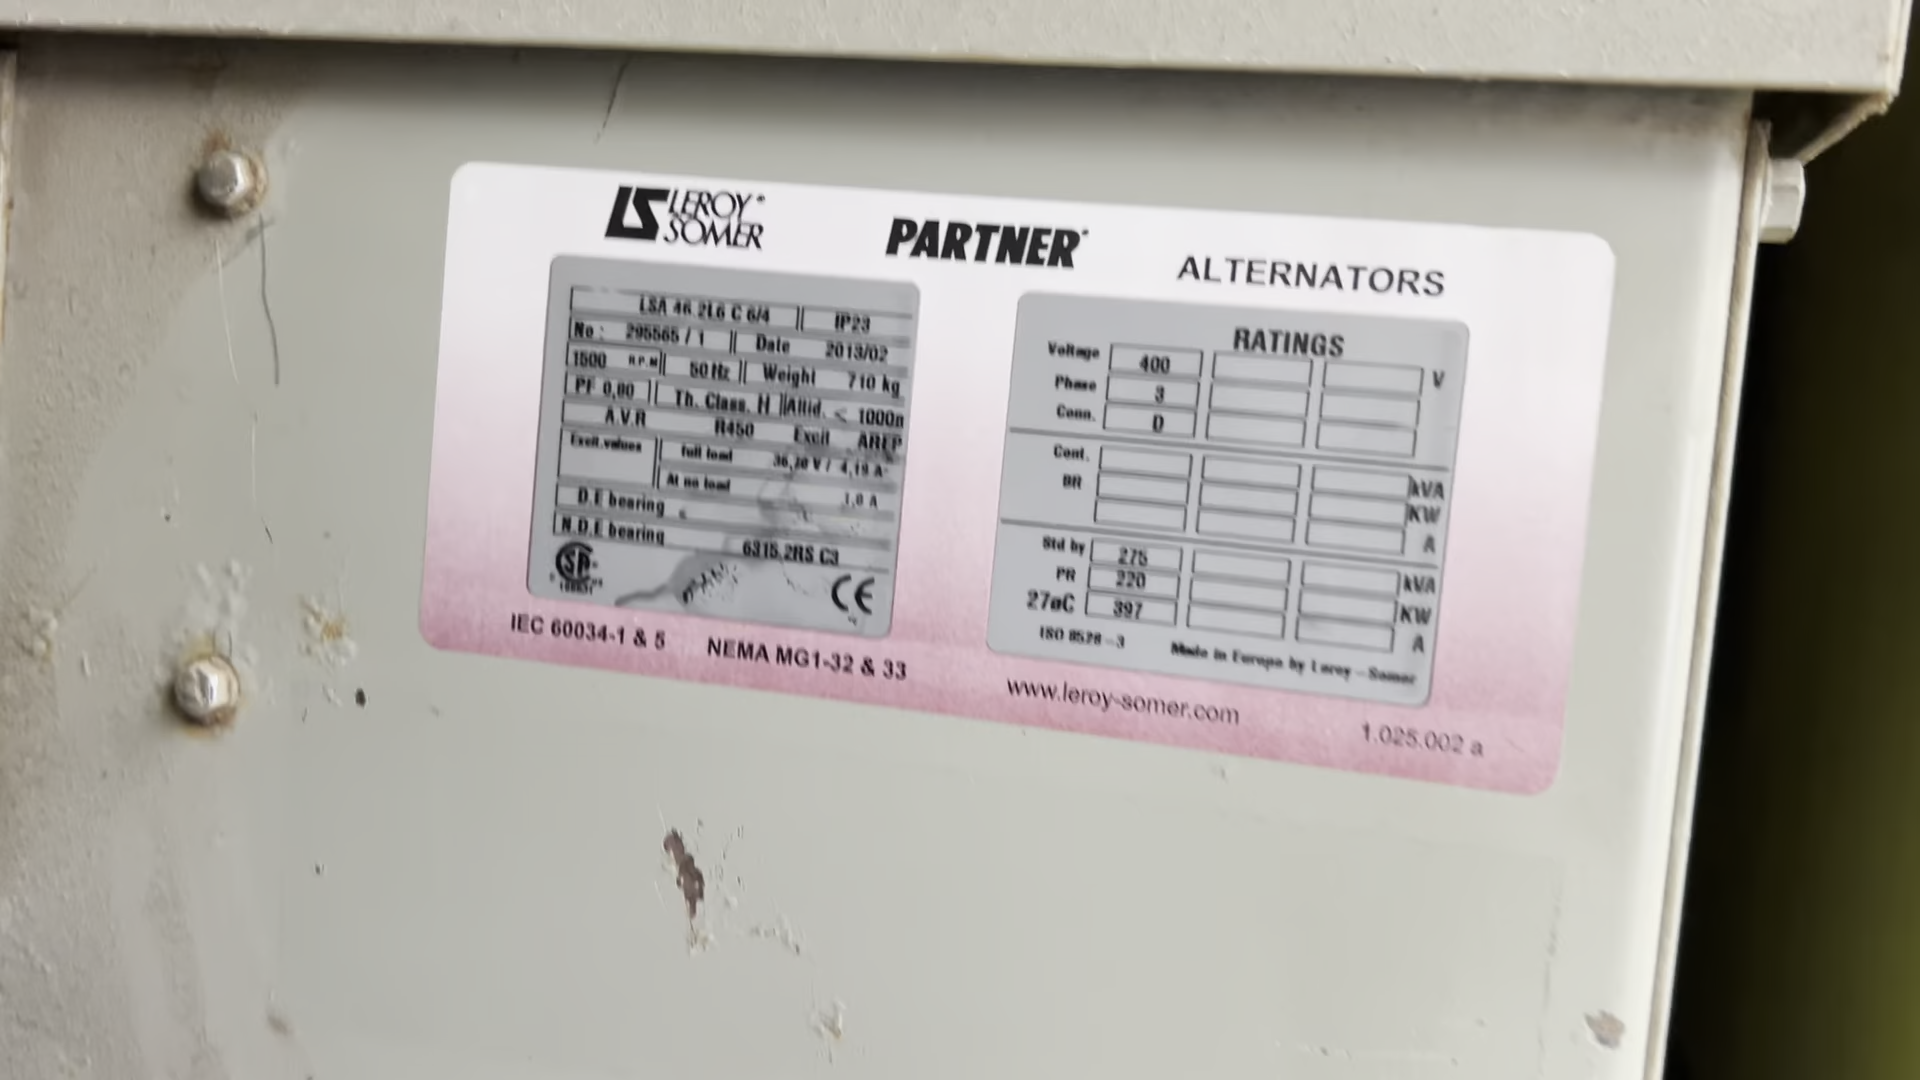 LS LEROY SOMER
PARTNER
ALTERNATORS
LSA 46.2L6 C 6/4 IP23
No : 295565 / 1 Date 2013/02
1500 R.P.M 50 Hz Weight 710 kg
PF 0,80 Th. Class. H Altid. < 1000m
A.V.R R450 Excit AREP
Excit.values full load V / 4,19 A
At no load 1,0 A
D.E bearing
N.D.E bearing 6315.2RS C3
CE
IEC 60034-1 & 5 NEMA MG1-32 & 33
RATINGS
Voltage 400 V
Phase 3
Conn. D
Cont. kVA
BR KW
A
Std by 275 kVA
PR 220 KW
27øC 397 A
ISO 8528 - 3 Made in Europe by Leroy - Somer
www.leroy-somer.com 1.025.002 a